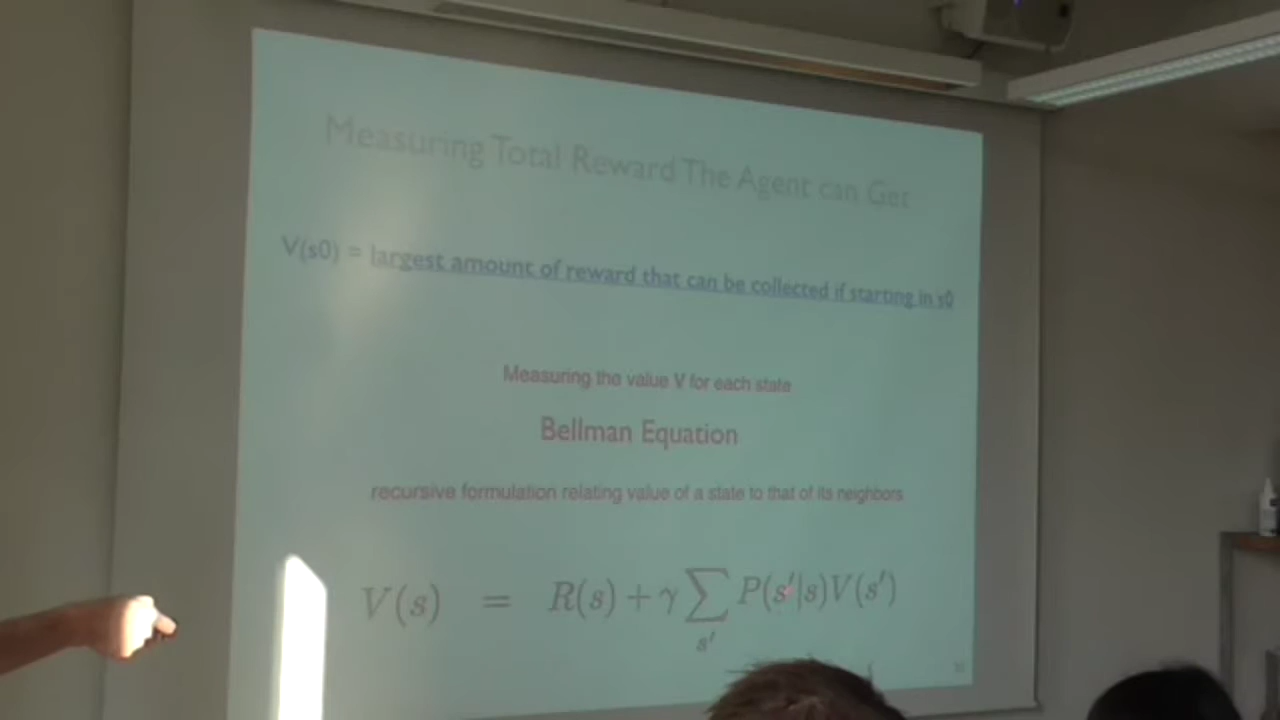 Measuring Total Reward The Agent can Get
V(s0) = largest amount of reward that can be collected if starting in s0
Measuring the value V for each state
Bellman Equation
recursive formulation relating value of a state to that of its neighbors
V(s) = R(s) + γ ∑ P(s'|s)V(s')
s'